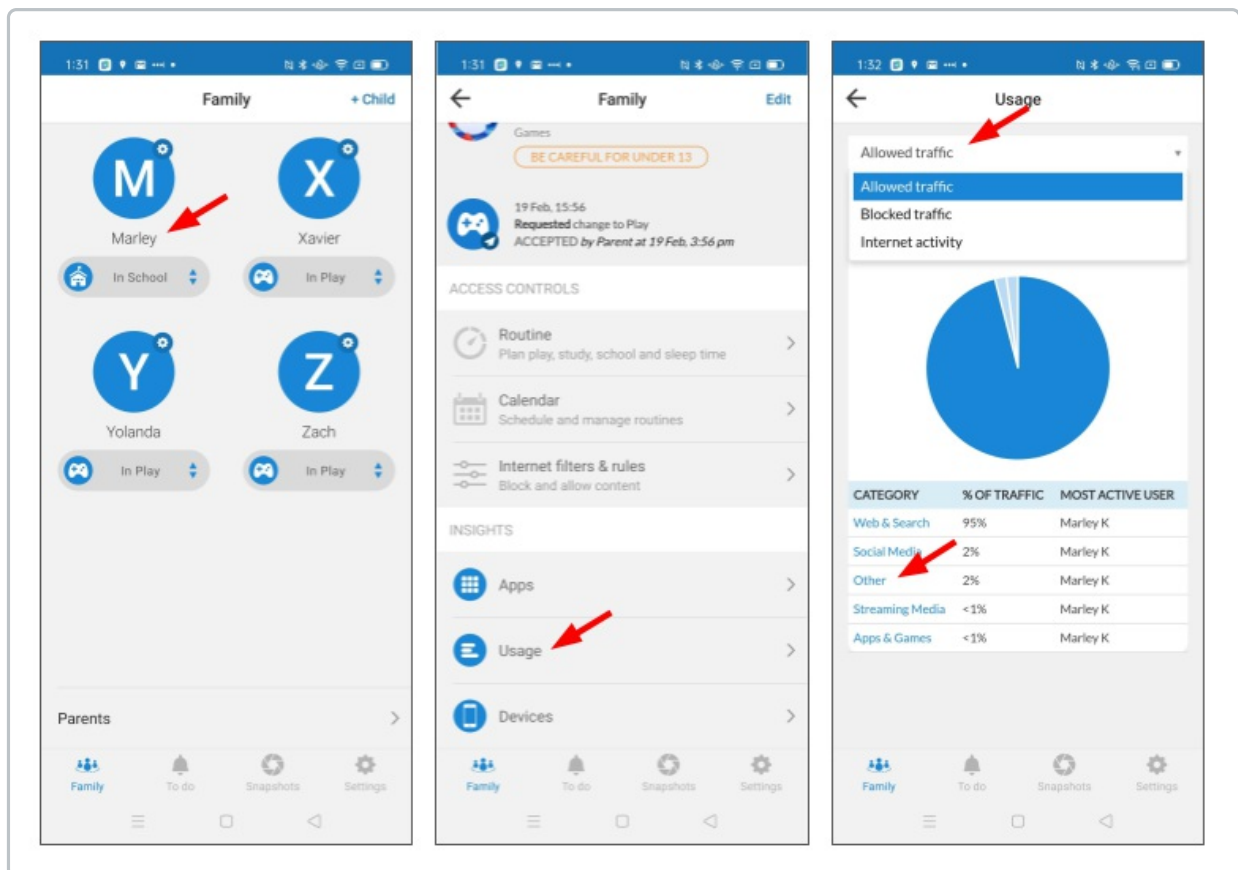 1:31
Family
+ Child
M
X
Marley
Xavier
In School
In Play
Y
Z
Yolanda
Zach
In Play
In Play
Parents
Family
To do
Snapshots
Settings
1:31
Family
Edit
Games
BE CAREFUL FOR UNDER 13
19 Feb, 15:56
Requested change to Play
ACCEPTED by Parent at 19 Feb, 3:56 pm
ACCESS CONTROLS
Routine
Plan play, study, school and sleep time
Calendar
Schedule and manage routines
Internet filters & rules
Block and allow content
INSIGHTS
Apps
Usage
Devices
Family
To do
Snapshots
Settings
1:32
Usage
Allowed traffic
Allowed traffic
Blocked traffic
Internet activity
CATEGORY % OF TRAFFIC MOST ACTIVE USER
Web & Search 95% Marley K
Social Media 2% Marley K
Other 2% Marley K
Streaming Media <1% Marley K
Apps & Games <1% Marley K
Family
To do
Snapshots
Settings